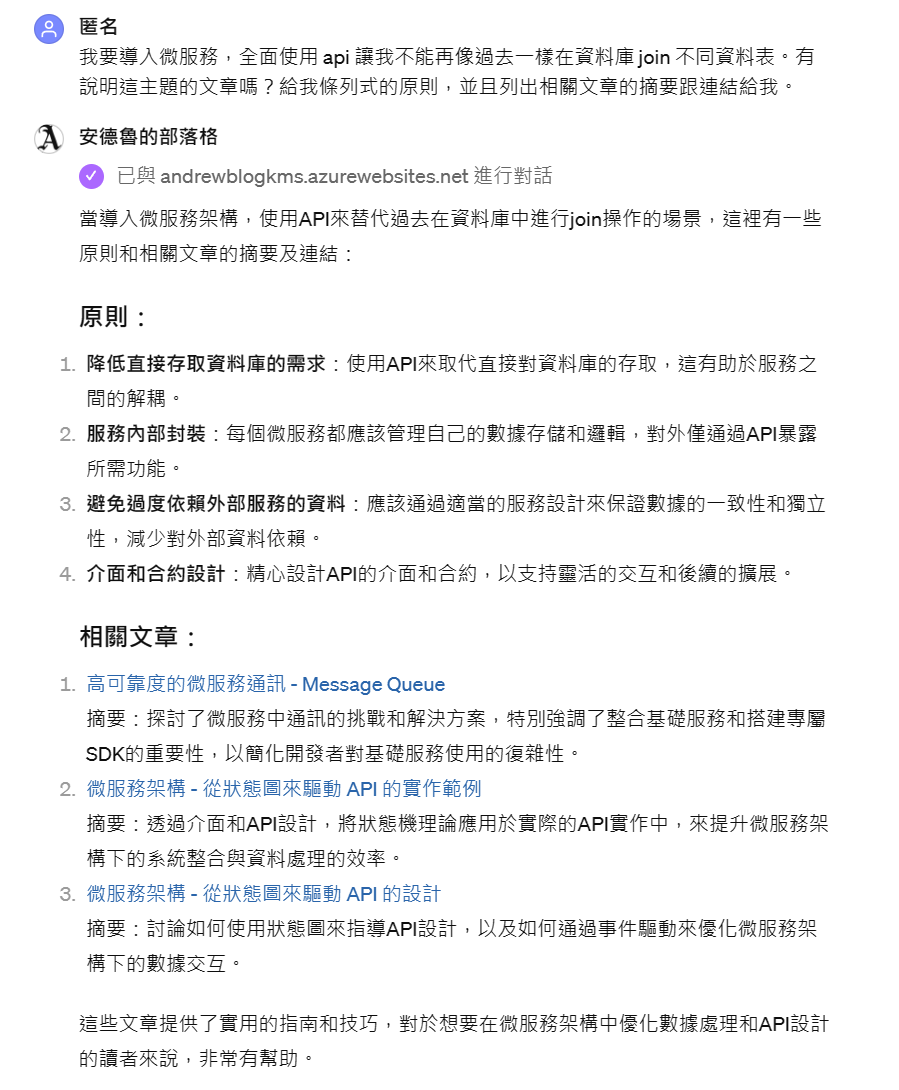 匿名
我要導入微服務，全面使用 api 讓我不能再像過去一樣在資料庫 join 不同資料表。有
說明這主題的文章嗎？給我條列式的原則，並且列出相關文章的摘要跟連結給我。
A
安德魯的部落格
已與 andrewblogkms.azurewebsites.net 進行對話
當導入微服務架構，使用API來替代過去在資料庫中進行join操作的場景，這裡有一些
原則和相關文章的摘要及連結：
原則：
1. 降低直接存取資料庫的需求：使用API來取代直接對資料庫的存取，這有助於服務之
間的解耦。
2. 服務內部封裝：每個微服務都應該管理自己的數據存儲和邏輯，對外僅通過API暴露
所需功能。
3. 避免過度依賴外部服務的資料：應該通過適當的服務設計來保證數據的一致性和獨立
性，減少對外部資料依賴。
4. 介面和合約設計：精心設計API的介面和合約，以支持靈活的交互和後續的擴展。
相關文章：
1. 高可靠度的微服務通訊 - Message Queue
摘要：探討了微服務中通訊的挑戰和解決方案，特別強調了整合基礎服務和搭建專屬
SDK的重要性，以簡化開發者對基礎服務使用的復雜性。
2. 微服務架構 - 從狀態圖來驅動 API 的實作範例
摘要：透過介面和API設計，將狀態機理論應用於實際的API實作中，來提升微服務架
構下的系統整合與資料處理的效率。
3. 微服務架構 - 從狀態圖來驅動 API 的設計
摘要：討論如何使用狀態圖來指導API設計，以及如何通過事件驅動來優化微服務架
構下的數據交互。
這些文章提供了實用的指南和技巧，對於想要在微服務架構中優化數據處理和API設計
的讀者來說，非常有幫助。